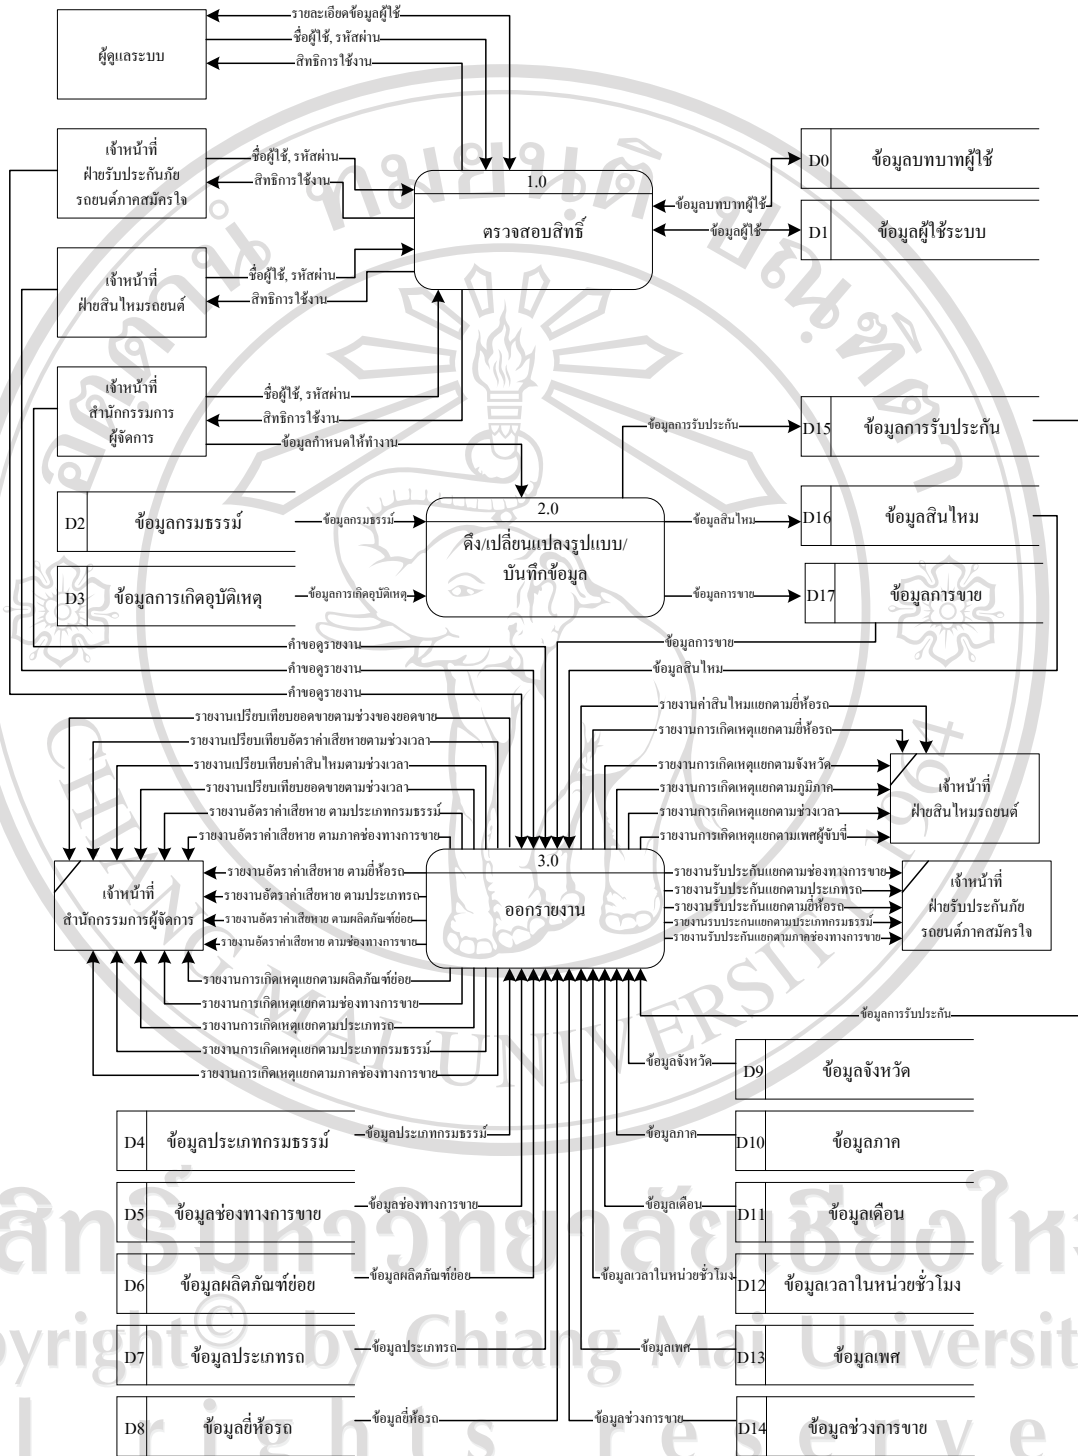 รายละเอียดข้อมูลผู้ใช้
ชื่อผู้ใช้, รหัสผ่าน
สิทธิการใช้งาน
ผู้ดูแลระบบ
เจ้าหน้าที่
ฝ่ายรับประกันภัย
รถยนต์ภาคสมัครใจ
ชื่อผู้ใช้, รหัสผ่าน
สิทธิการใช้งาน
1.0
ตรวจสอบสิทธิ์
D0 ข้อมูลบทบาทผู้ใช้
ข้อมูลบทบาทผู้ใช้
ข้อมูลผู้ใช้
D1 ข้อมูลผู้ใช้ระบบ
เจ้าหน้าที่
ฝ่ายสินไหมรถยนต์
ชื่อผู้ใช้, รหัสผ่าน
สิทธิการใช้งาน
เจ้าหน้าที่
สำนักกรรมการ
ผู้จัดการ
ชื่อผู้ใช้, รหัสผ่าน
สิทธิการใช้งาน
ข้อมูลกำหนดให้ทำงาน
ข้อมูลการรับประกัน
D15 ข้อมูลการรับประกัน
D2 ข้อมูลกรมธรรม์
ข้อมูลกรมธรรม์
2.0
ดึง/เปลี่ยนแปลงรูปแบบ/
บันทึกข้อมูล
ข้อมูลสินไหม
D16 ข้อมูลสินไหม
D3 ข้อมูลการเกิดอุบัติเหตุ
ข้อมูลการเกิดอุบัติเหตุ
ข้อมูลการขาย
D17 ข้อมูลการขาย
คำขอดูรายงาน
คำขอดูรายงาน
คำขอดูรายงาน
ข้อมูลการขาย
ข้อมูลสินไหม
รายงานเปรียบเทียบยอดขายตามช่วงของยอดขาย
รายงานเปรียบเทียบอัตราค่าเสียหายตามช่วงเวลา
รายงานเปรียบเทียบค่าสินไหมตามช่วงเวลา
รายงานเปรียบเทียบยอดขายตามช่วงเวลา
รายงานอัตราค่าเสียหาย ตามประเภทกรมธรรม์
รายงานอัตราค่าเสียหาย ตามภาคช่องทางการขาย
รายงานค่าสินไหมแยกตามยี่ห้อรถ
รายงานการเกิดเหตุแยกตามยี่ห้อรถ
รายงานการเกิดเหตุแยกตามจังหวัด
รายงานการเกิดเหตุแยกตามภูมิภาค
รายงานการเกิดเหตุแยกตามช่วงเวลา
รายงานการเกิดเหตุแยกตามเพศผู้ขับขี่
เจ้าหน้าที่
ฝ่ายสินไหมรถยนต์
เจ้าหน้าที่
สำนักกรรมการผู้จัดการ
รายงานอัตราค่าเสียหาย ตามยี่ห้อรถ
รายงานอัตราค่าเสียหาย ตามประเภทรถ
รายงานอัตราค่าเสียหาย ตามผลิตภัณฑ์ย่อย
รายงานอัตราค่าเสียหาย ตามช่องทางการขาย
3.0
ออกรายงาน
รายงานรับประกันแยกตามช่องทางการขาย
รายงานรับประกันแยกตามประเภทรถ
รายงานรับประกันแยกตามยี่ห้อรถ
รายงานรับประกันแยกตามประเภทกรมธรรม์
รายงานรับประกันแยกตามภาคช่องทางการขาย
เจ้าหน้าที่
ฝ่ายรับประกันภัย
รถยนต์ภาคสมัครใจ
รายงานการเกิดเหตุแยกตามผลิตภัณฑ์ย่อย
รายงานการเกิดเหตุแยกตามช่องทางการขาย
รายงานการเกิดเหตุแยกตามประเภทรถ
รายงานการเกิดเหตุแยกตามประเภทกรมธรรม์
รายงานการเกิดเหตุแยกตามภาคช่องทางการขาย
ข้อมูลการรับประกัน
ข้อมูลจังหวัด
D9 ข้อมูลจังหวัด
D4 ข้อมูลประเภทกรมธรรม์
ข้อมูลประเภทกรมธรรม์
ข้อมูลภาค
D10 ข้อมูลภาค
D5 ข้อมูลช่องทางการขาย
ข้อมูลช่องทางการขาย
ข้อมูลเดือน
D11 ข้อมูลเดือน
D6 ข้อมูลผลิตภัณฑ์ย่อย
ข้อมูลผลิตภัณฑ์ย่อย
ข้อมูลเวลาในหน่วยชั่วโมง
D12 ข้อมูลเวลาในหน่วยชั่วโมง
D7 ข้อมูลประเภทรถ
ข้อมูลประเภทรถ
ข้อมูลเพศ
D13 ข้อมูลเพศ
D8 ข้อมูลยี่ห้อรถ
ข้อมูลยี่ห้อรถ
ข้อมูลช่วงการขาย
D14 ข้อมูลช่วงการขาย
CHIANG MAI UNIVERSITY 1964
by Chiang Mai